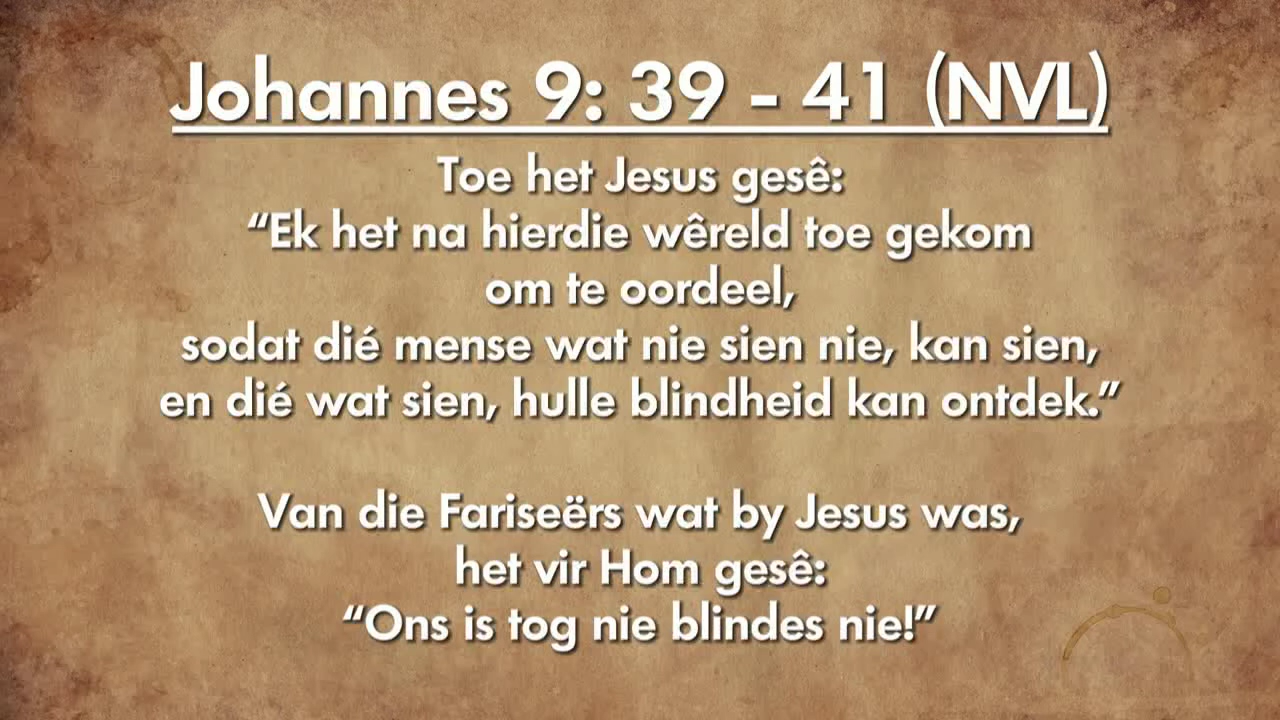 Johannes 9: 39 - 41 (NVL)
Toe het Jesus gesê:
“Ek het na hierdie wêreld toe gekom
om te oordeel,
sodat dié mense wat nie sien nie, kan sien,
en dié wat sien, hulle blindheid kan ontdek.”
Van die Fariseërs wat by Jesus was,
het vir Hom gesê:
“Ons is tog nie blindes nie!”